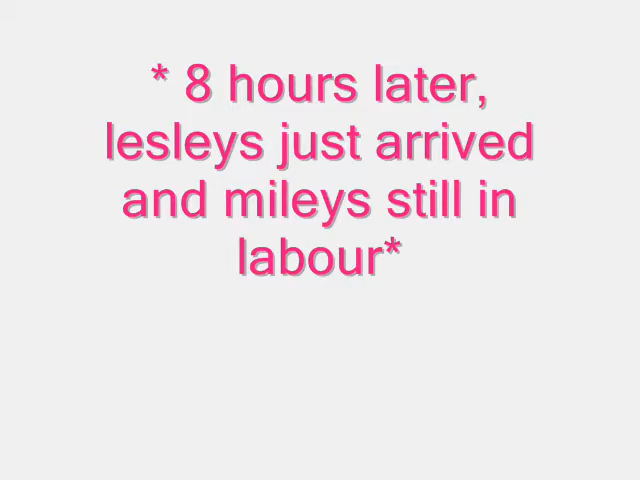 * 8 hours later,
lesleys just arrived
and mileys still in
labour*